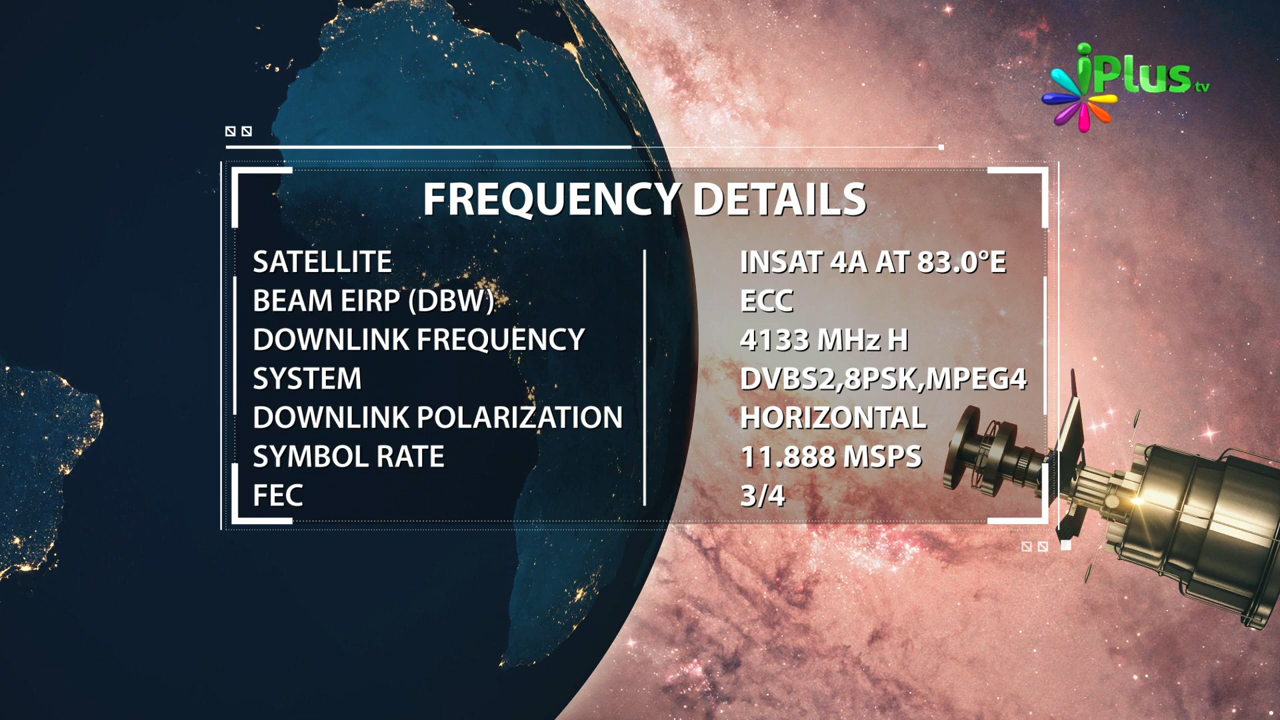 iPlus tv
FREQUENCY DETAILS
SATELLITE INSAT 4A AT 83.0°E
BEAM EIRP (DBW) ECC
DOWNLINK FREQUENCY 4133 MHz H
SYSTEM DVBS2,8PSK,MPEG4
DOWNLINK POLARIZATION HORIZONTAL
SYMBOL RATE 11.888 MSPS
FEC 3/4